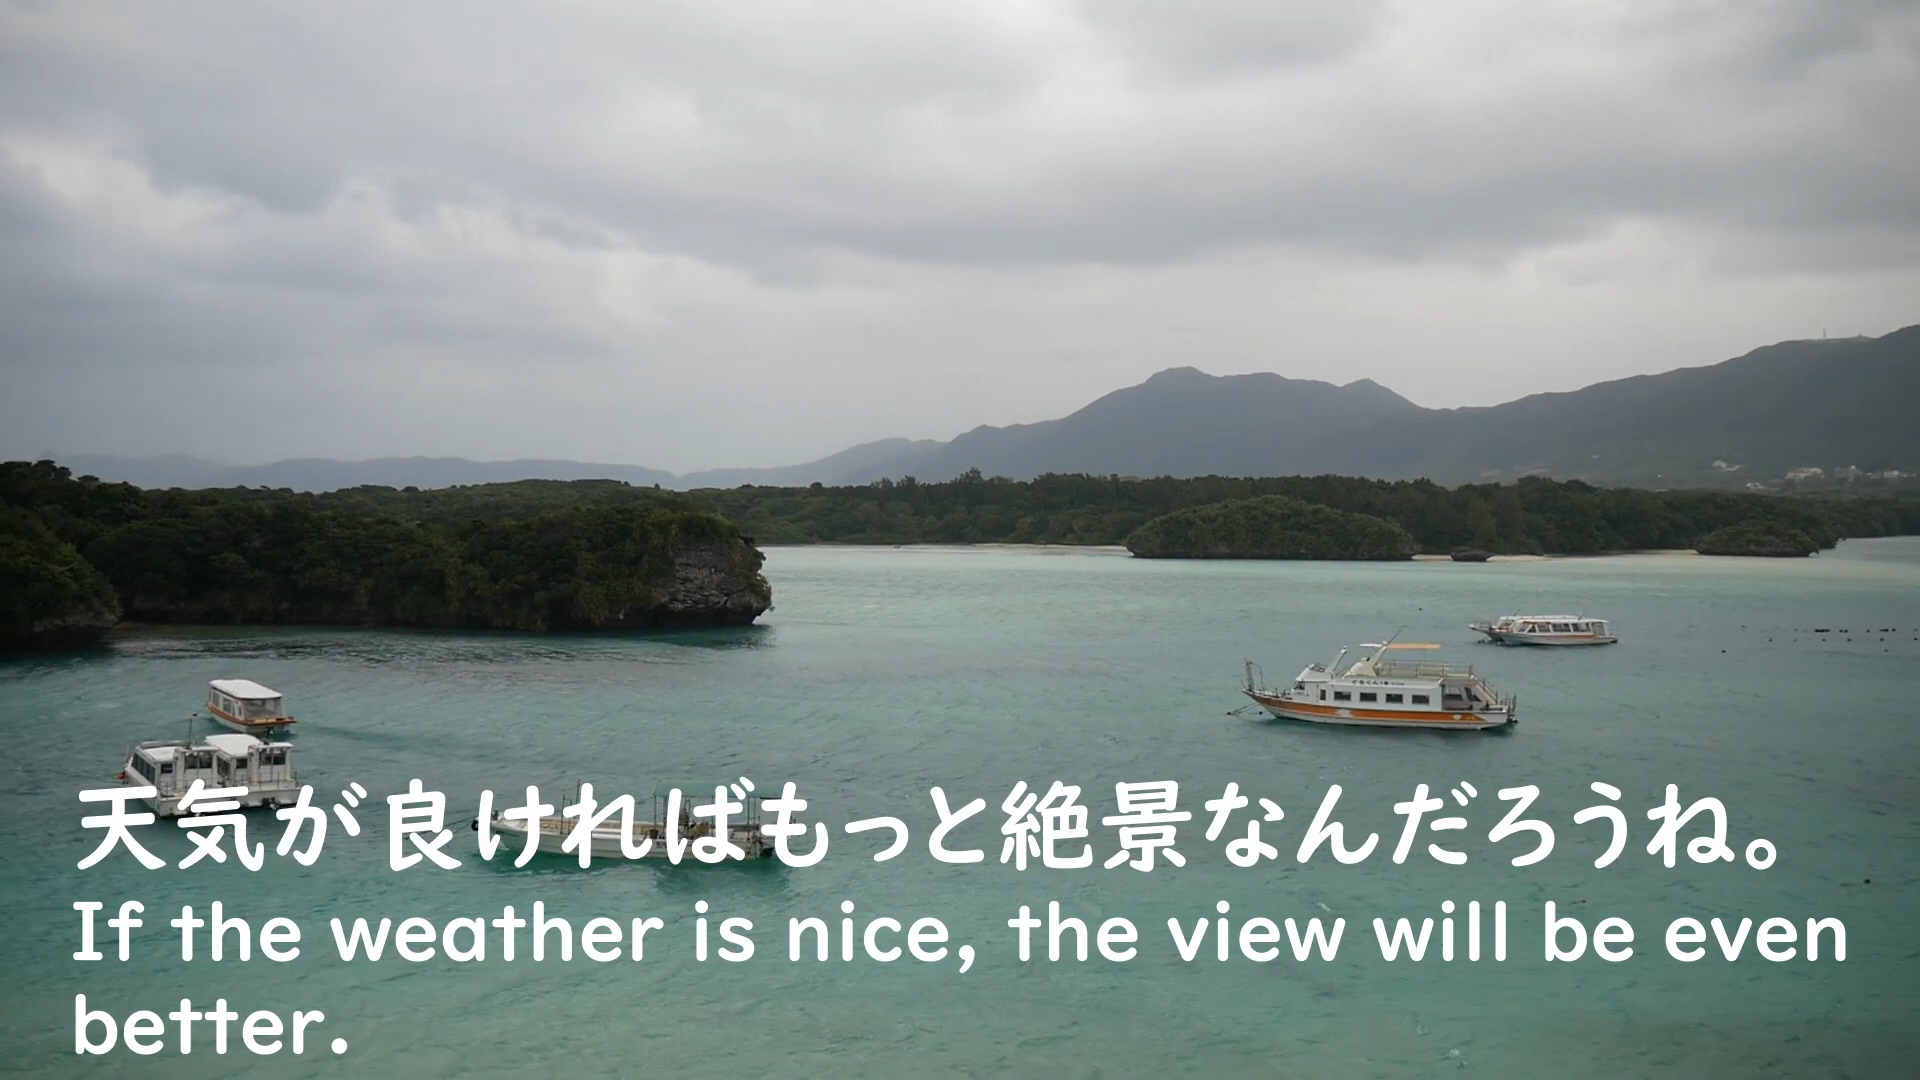 天気が良ければもっと絶景なんだろうね。
If the weather is nice, the view will be even
better.